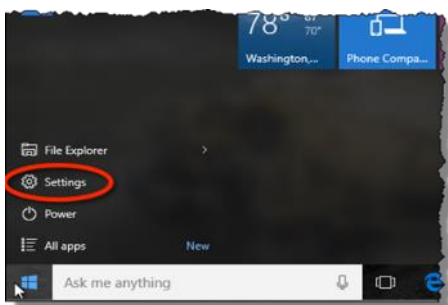 78° 87°
70°
Washington,... Phone Compa...
File Explorer
Settings
Power
All apps New
Ask me anything